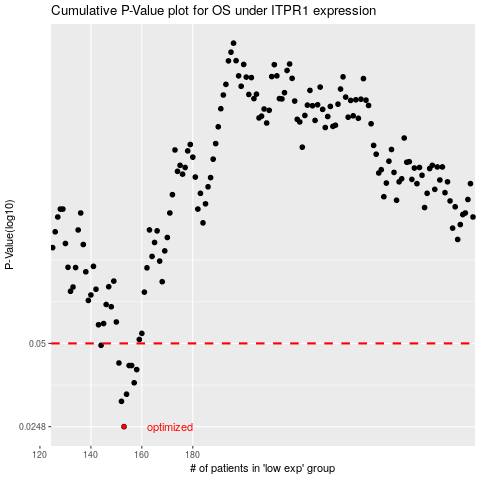 Cumulative P-Value plot for OS under ITPR1 expression
P-Value(log10)
0.05
0.0248
optimized
120 140 160 180
# of patients in 'low exp' group